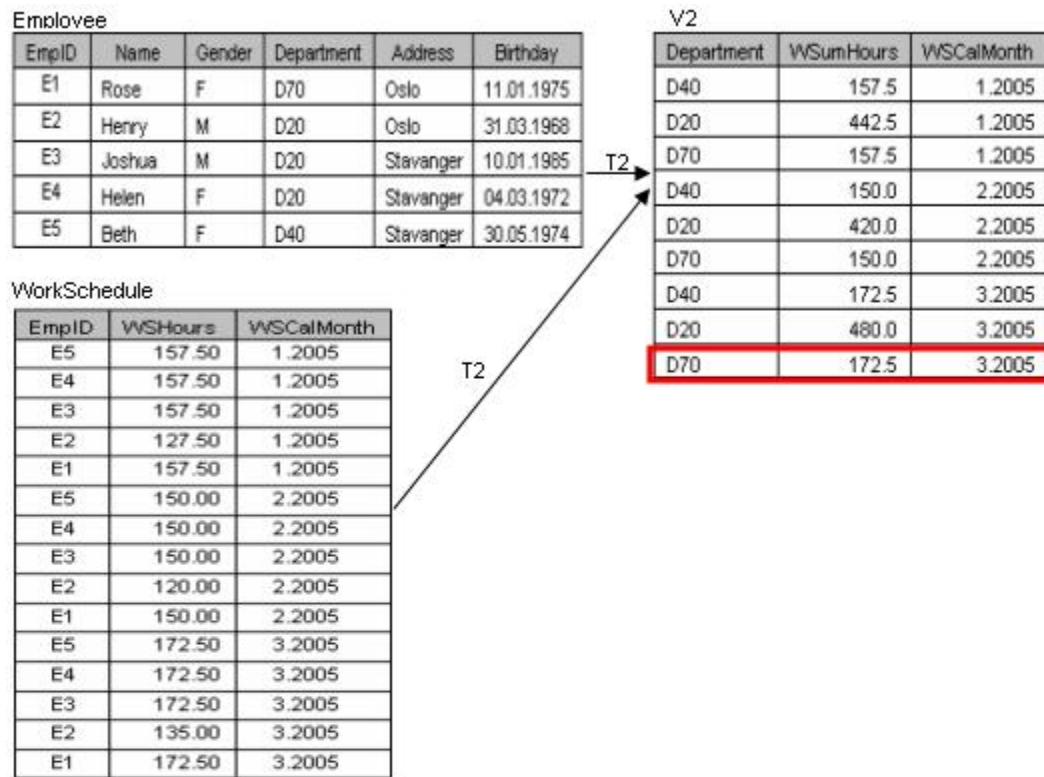 Employee
EmpID Name Gender Department Address Birthday
E1 Rose F D70 Oslo 11.01.1975
E2 Henry M D20 Oslo 31.03.1968
E3 Joshua M D20 Stavanger 10.01.1985
E4 Helen F D20 Stavanger 04.03.1972
E5 Beth F D40 Stavanger 30.05.1974
WorkSchedule
EmpID WSHours WSCalMonth
E5 157.50 1.2005
E4 157.50 1.2005
E3 157.50 1.2005
E2 127.50 1.2005
E1 157.50 1.2005
E5 150.00 2.2005
E4 150.00 2.2005
E3 150.00 2.2005
E2 120.00 2.2005
E1 150.00 2.2005
E5 172.50 3.2005
E4 172.50 3.2005
E3 172.50 3.2005
E2 135.00 3.2005
E1 172.50 3.2005
T2
T2
V2
Department WSumHours WSCalMonth
D40 157.5 1.2005
D20 442.5 1.2005
D70 157.5 1.2005
D40 150.0 2.2005
D20 420.0 2.2005
D70 150.0 2.2005
D40 172.5 3.2005
D20 480.0 3.2005
D70 172.5 3.2005